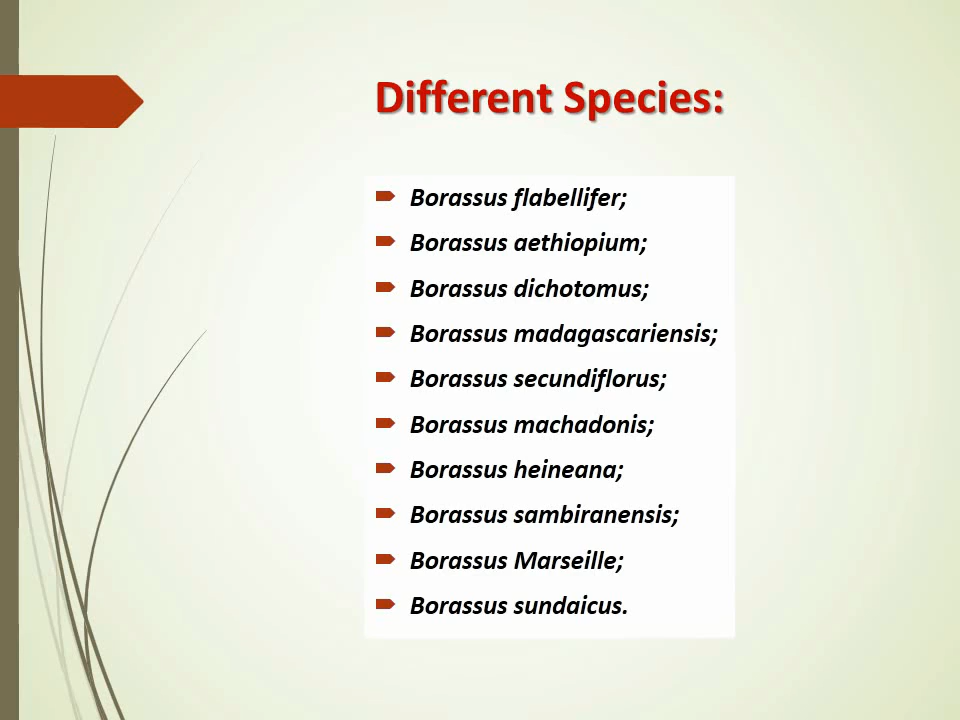 Different Species:
Borassus flabellifer;
Borassus aethiopium;
Borassus dichotomus;
Borassus madagascariensis;
Borassus secundiflorus;
Borassus machadonis;
Borassus heineana;
Borassus sambiranensis;
Borassus Marseille;
Borassus sundaicus.